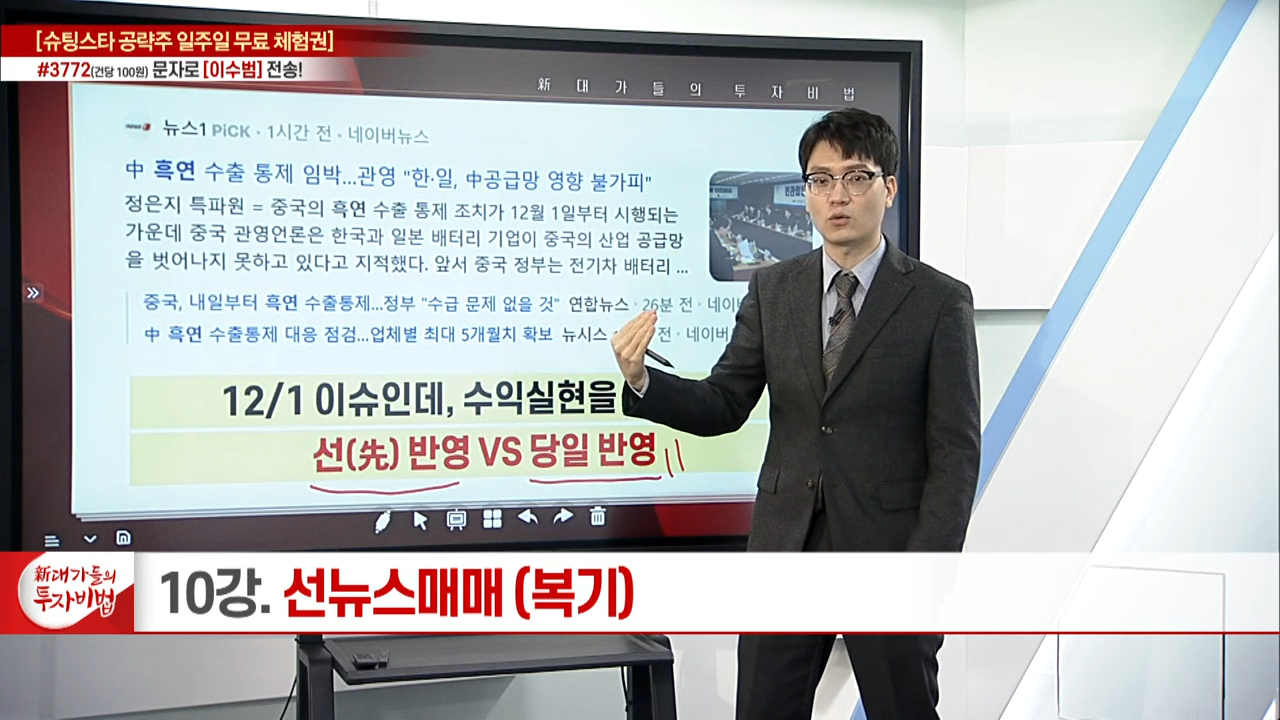 [슈팅스타 공략주 일주일 무료 체험권]
#3772(건당 100원) 문자로 [이수범] 전송!
新 대 가 들 의 투 자 비 법
뉴스1 PiCK · 1시간 전 · 네이버뉴스
中 흑연 수출 통제 임박...관영 "한·일, 中공급망 영향 불가피"
정은지 특파원 = 중국의 흑연 수출 통제 조치가 12월 1일부터 시행되는
가운데 중국 관영언론은 한국과 일본 배터리 기업이 중국의 산업 공급망
을 벗어나지 못하고 있다고 지적했다. 앞서 중국 정부는 전기차 배터리 ...
중국, 내일부터 흑연 수출통제...정부 "수급 문제 없을 것" 연합뉴스 · 26분 전 · 네이버
中 흑연 수출통제 대응 점검...업체별 최대 5개월치 확보 뉴시스 전 · 네이버
12/1 이슈인데, 수익실현을
선(先) 반영 VS 당일 반영
新대가들의
투자비법
10강. 선뉴스매매 (복기)